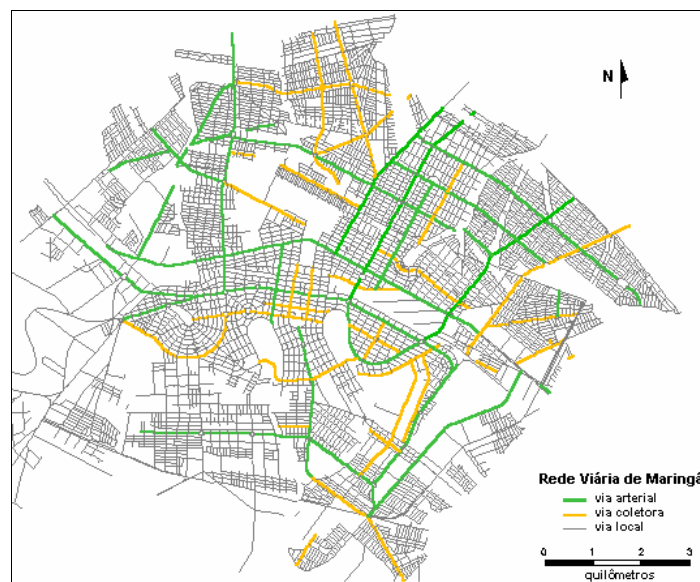 N
Rede Viária de Maringá
via arterial
via coletora
via local
0 1 2 3
quilômetros